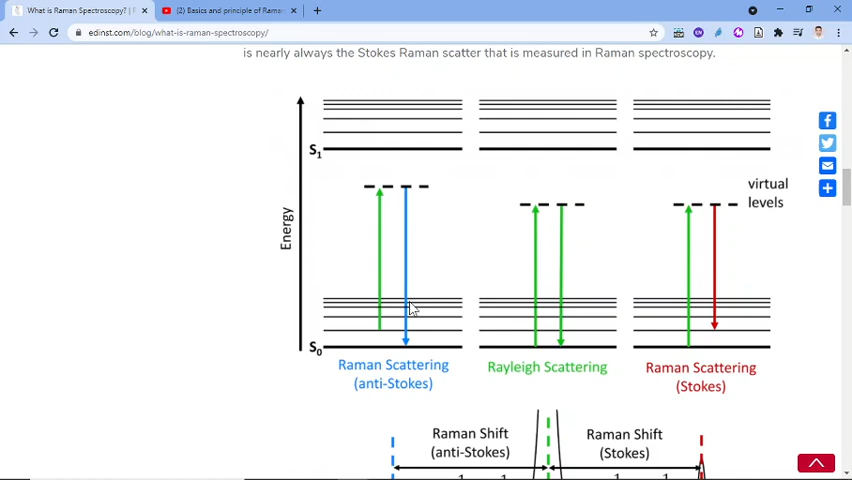 What is Raman Spectroscopy? | R
(2) Basics and principle of Raman
edinst.com/blog/what-is-raman-spectroscopy/
is nearly always the Stokes Raman scatter that is measured in Raman spectroscopy.
S1
virtual
levels
Energy
S0
Raman Scattering
(anti-Stokes)
Rayleigh Scattering
Raman Scattering
(Stokes)
Raman Shift
(anti-Stokes)
Raman Shift
(Stokes)